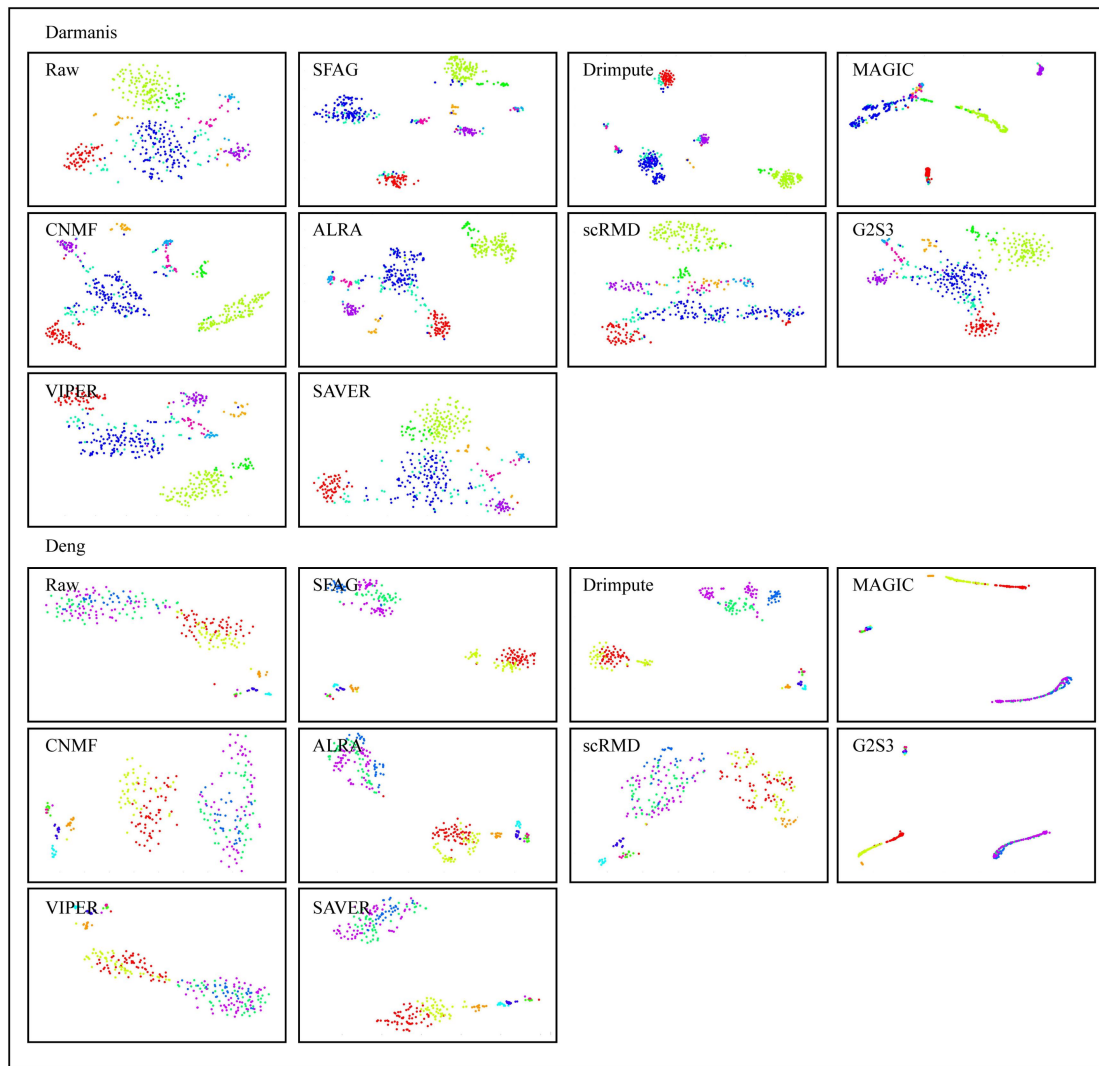 Darmanis
Raw
SFAG
Drimpute
MAGIC
CNMF
ALRA
scRMD
G2S3
VIPER
SAVER
Deng
Raw
SFAG
Drimpute
MAGIC
CNMF
ALRA
scRMD
G2S3
VIPER
SAVER